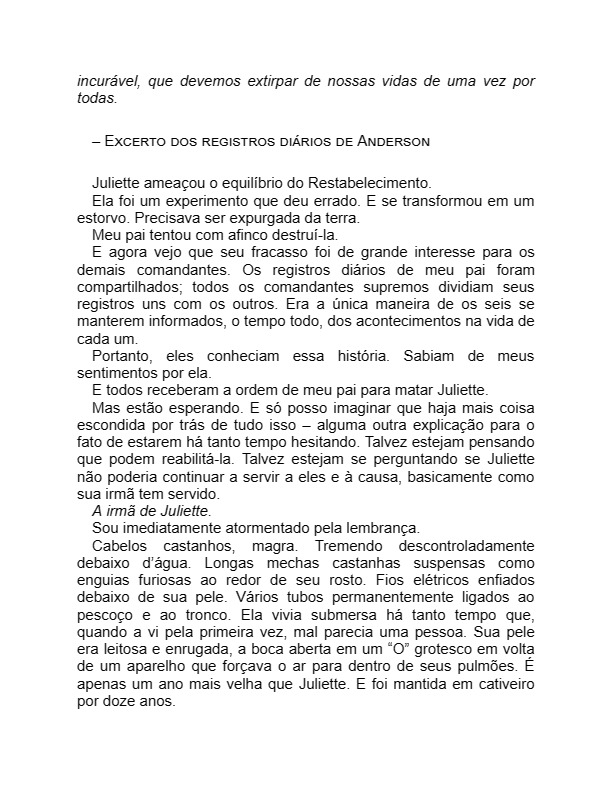 incurável, que devemos extirpar de nossas vidas de uma vez por
todas.
– Excerto dos registros diários de Anderson
Juliette ameaçou o equilíbrio do Restabelecimento.
Ela foi um experimento que deu errado. E se transformou em um
estorvo. Precisava ser expurgada da terra.
Meu pai tentou com afinco destruí-la.
E agora vejo que seu fracasso foi de grande interesse para os
demais comandantes. Os registros diários de meu pai foram
compartilhados; todos os comandantes supremos dividiam seus
registros uns com os outros. Era a única maneira de os seis se
manterem informados, o tempo todo, dos acontecimentos na vida de
cada um.
Portanto, eles conheciam essa história. Sabiam de meus
sentimentos por ela.
E todos receberam a ordem de meu pai para matar Juliette.
Mas estão esperando. E só posso imaginar que haja mais coisa
escondida por trás de tudo isso – alguma outra explicação para o
fato de estarem há tanto tempo hesitando. Talvez estejam pensando
que podem reabilitá-la. Talvez estejam se perguntando se Juliette
não poderia continuar a servir a eles e à causa, basicamente como
sua irmã tem servido.
A irmã de Juliette.
Sou imediatamente atormentado pela lembrança.
Cabelos castanhos, magra. Tremendo descontroladamente
debaixo d’água. Longas mechas castanhas suspensas como
enguias furiosas ao redor de seu rosto. Fios elétricos enfiados
debaixo de sua pele. Vários tubos permanentemente ligados ao
pescoço e ao tronco. Ela vivia submersa há tanto tempo que,
quando a vi pela primeira vez, mal parecia uma pessoa. Sua pele
era leitosa e enrugada, a boca aberta em um “O” grotesco em volta
de um aparelho que forçava o ar para dentro de seus pulmões. É
apenas um ano mais velha que Juliette. E foi mantida em cativeiro
por doze anos.